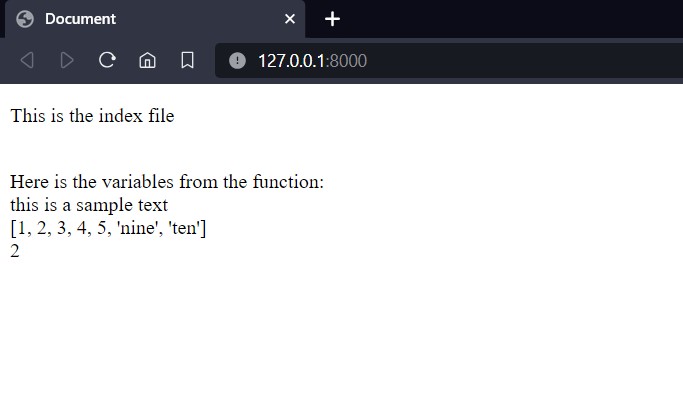 Document
127.0.0.1:8000
This is the index file
Here is the variables from the function:
this is a sample text
[1, 2, 3, 4, 5, 'nine', 'ten']
2